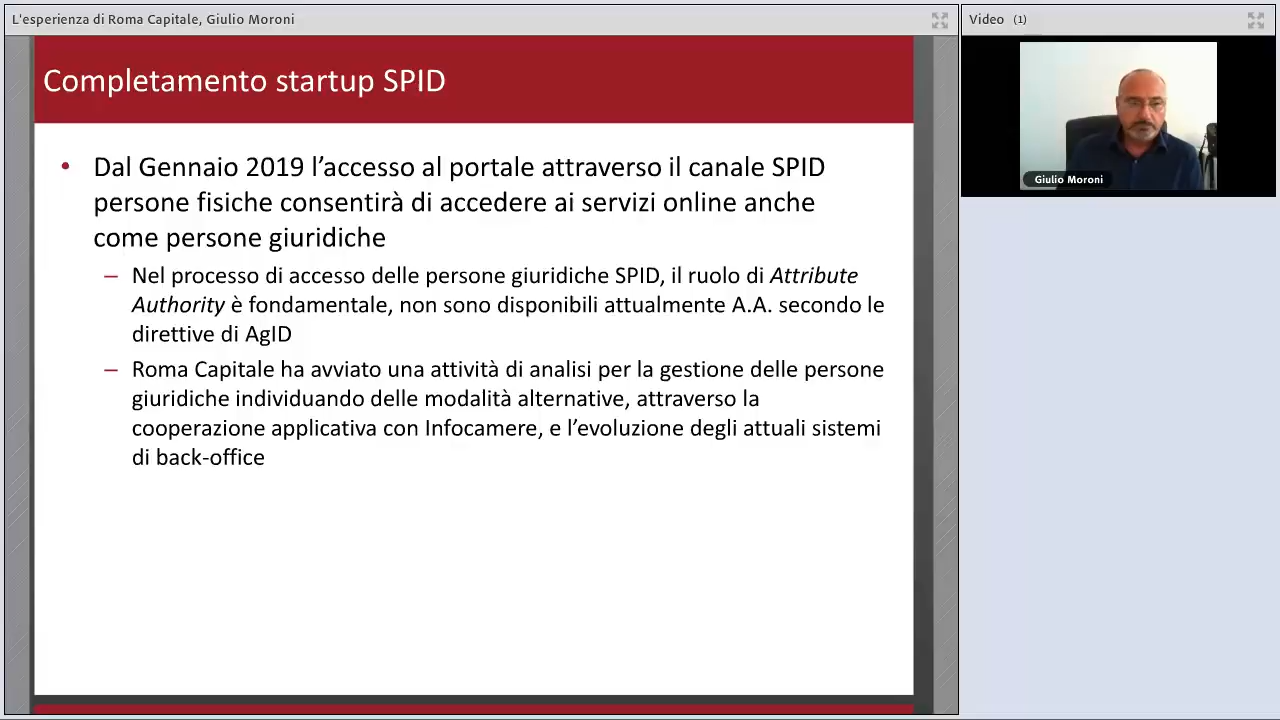 L'esperienza di Roma Capitale, Giulio Moroni
Video (1)
Completamento startup SPID
Giulio Moroni
• Dal Gennaio 2019 l’accesso al portale attraverso il canale SPID
persone fisiche consentirà di accedere ai servizi online anche
come persone giuridiche
– Nel processo di accesso delle persone giuridiche SPID, il ruolo di Attribute
Authority è fondamentale, non sono disponibili attualmente A.A. secondo le
direttive di AgID
– Roma Capitale ha avviato una attività di analisi per la gestione delle persone
giuridiche individuando delle modalità alternative, attraverso la
cooperazione applicativa con Infocamere, e l’evoluzione degli attuali sistemi
di back-office